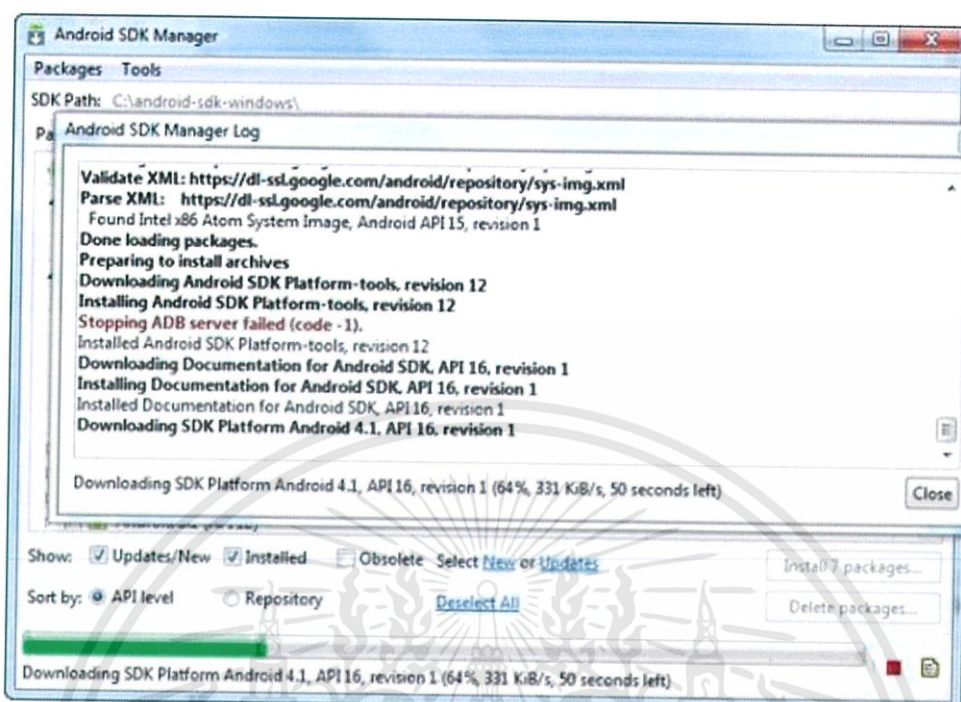 Android SDK Manager
Packages Tools
SDK Path: C:\android-sdk-windows\
Pa
Android SDK Manager Log
Validate XML: https://dl-ssl.google.com/android/repository/sys-img.xml
Parse XML: https://dl-ssl.google.com/android/repository/sys-img.xml
Found Intel x86 Atom System Image, Android API 15, revision 1
Done loading packages.
Preparing to install archives
Downloading Android SDK Platform-tools, revision 12
Installing Android SDK Platform-tools, revision 12
Stopping ADB server failed (code -1).
Installed Android SDK Platform-tools, revision 12
Downloading Documentation for Android SDK, API 16, revision 1
Installing Documentation for Android SDK, API 16, revision 1
Installed Documentation for Android SDK, API 16, revision 1
Downloading SDK Platform Android 4.1, API 16, revision 1
Downloading SDK Platform Android 4.1, API 16, revision 1 (64%, 331 KiB/s, 50 seconds left)
Close
Show: Updates/New Installed Obsolete Select New or Updates
Install 7 packages...
Sort by: API level Repository Deselect All
Delete packages...
Downloading SDK Platform Android 4.1, API 16, revision 1 (64%, 331 KiB/s, 50 seconds left)